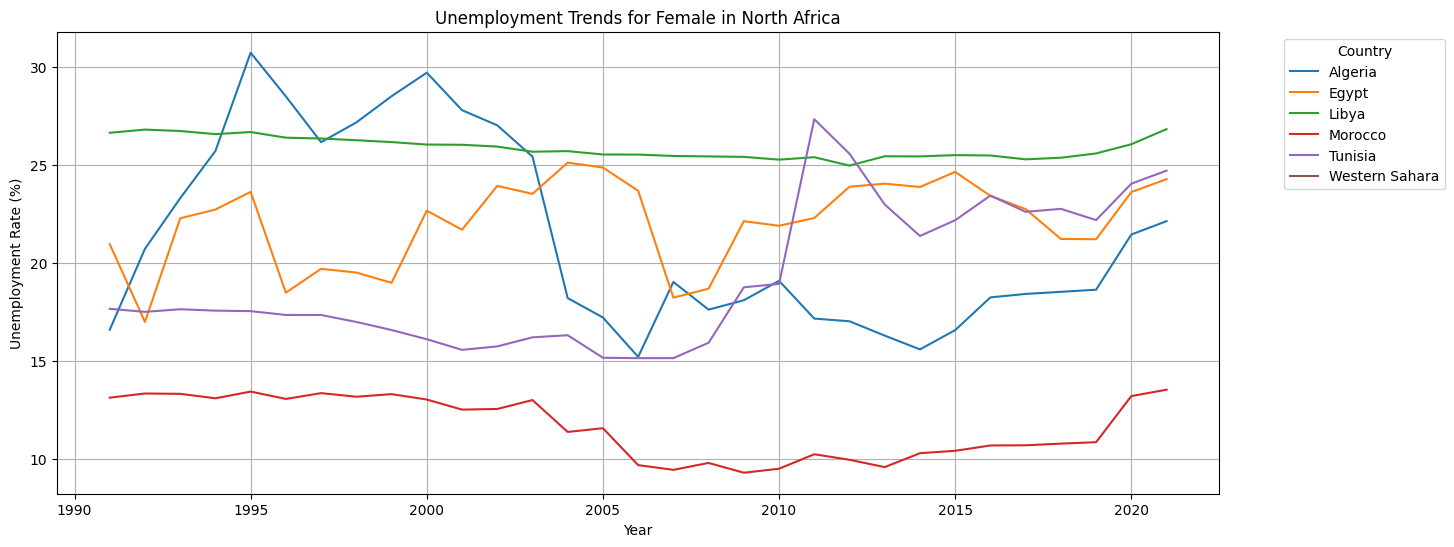 Unemployment Trends for Female in North Africa
Unemployment Rate (%)
30
25
20
15
10
1990 1995 2000 2005 2010 2015 2020
Year
Country
Algeria
Egypt
Libya
Morocco
Tunisia
Western Sahara